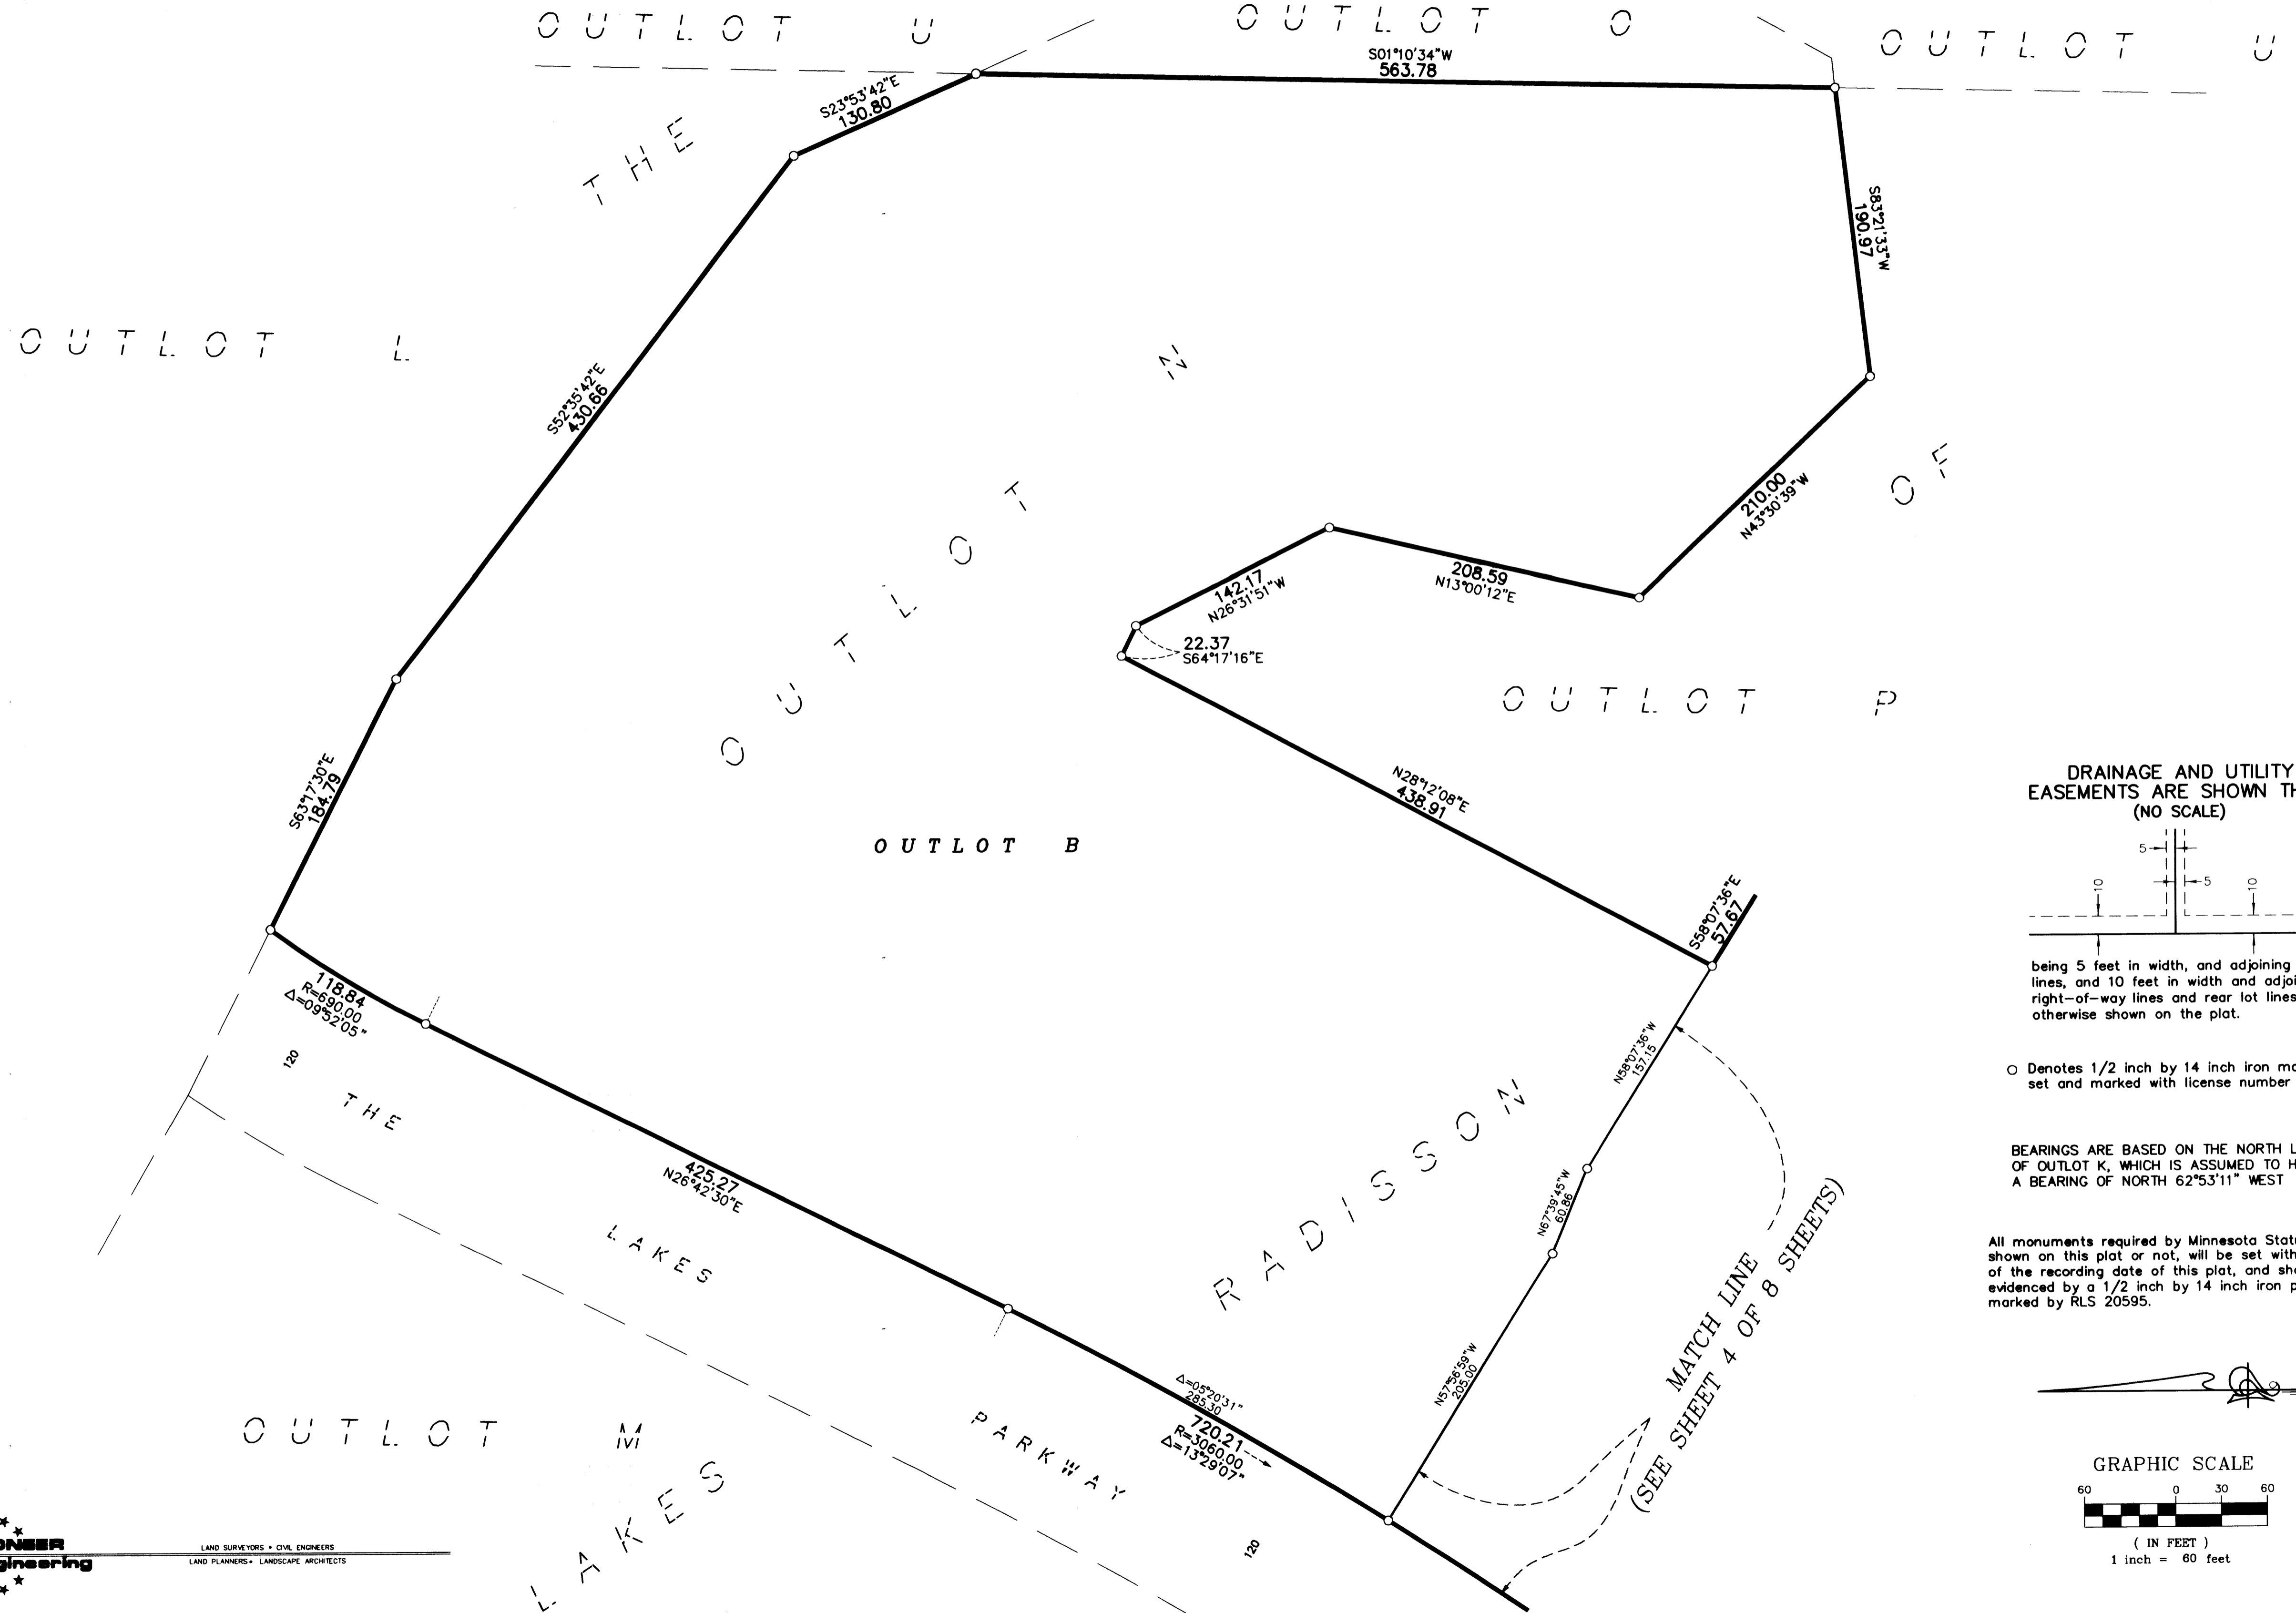 OUTLOT U
OUTLOT O
OUTLOT U
S01°10'34"W
563.78
S23°53'42"E
130.80
THE
S83°21'33"W
190.97
OUTLOT L
S52°35'42"E
430.66
OUTLOT N
OF
210.00
N43°30'39"W
208.59
N13°00'12"E
142.17
N26°31'51"W
22.37
S64°17'16"E
OUTLOT P
S63°17'30"E
184.79
N28°12'08"E
438.91
OUTLOT B
S58°07'36"E
57.67
118.84
R=690.00
Δ=09°52'05"
120
THE
LAKES
PARKWAY
425.27
N26°42'30"E
RADISSON
N58°07'36"W
157.15
N67°39'45"W
60.86
N57°56'59"W
205.00
MATCH LINE
(SEE SHEET 4 OF 8 SHEETS)
Δ=05°20'31"
285.30
720.21
R=3060.00
Δ=13°29'07"
120
OUTLOT M
LAKES
DRAINAGE AND UTILITY
EASEMENTS ARE SHOWN TH
(NO SCALE)
5
5
10
10
being 5 feet in width, and adjoining
lines, and 10 feet in width and adjoi
right-of-way lines and rear lot lines
otherwise shown on the plat.
O Denotes 1/2 inch by 14 inch iron mo
set and marked with license number
BEARINGS ARE BASED ON THE NORTH L
OF OUTLOT K, WHICH IS ASSUMED TO H
A BEARING OF NORTH 62°53'11" WEST
All monuments required by Minnesota Stat
shown on this plat or not, will be set with
of the recording date of this plat, and sh
evidenced by a 1/2 inch by 14 inch iron p
marked by RLS 20595.
GRAPHIC SCALE
60 0 30 60
( IN FEET )
1 inch = 60 feet
ONEER
gineering
LAND SURVEYORS • CIVIL ENGINEERS
LAND PLANNERS • LANDSCAPE ARCHITECTS